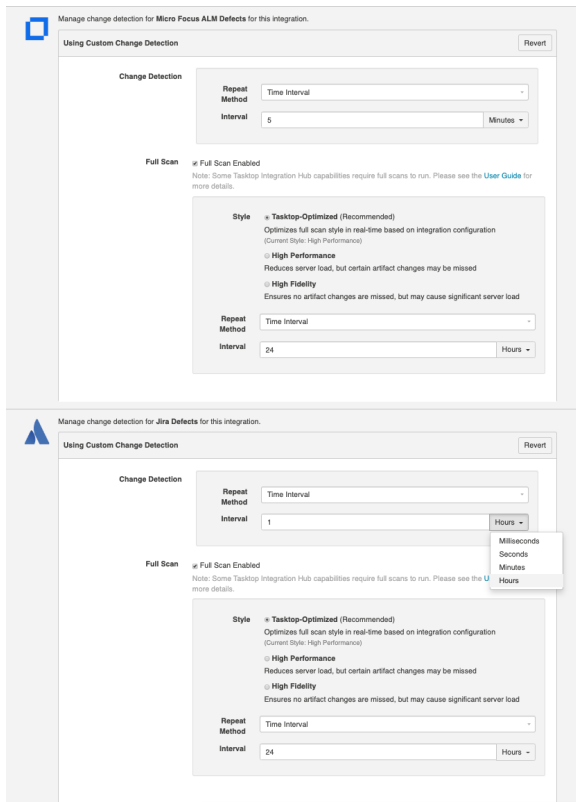 Manage change detection for Micro Focus ALM Defects for this integration.
Using Custom Change Detection
Revert
Change Detection
Repeat Method
Time Interval
Interval
5
Minutes
Full Scan
Full Scan Enabled
Note: Some Tasktop Integration Hub capabilities require full scans to run. Please see the User Guide for
more details.
Style
Tasktop-Optimized (Recommended)
Optimizes full scan style in real-time based on integration configuration
(Current Style: High Performance)
High Performance
Reduces server load, but certain artifact changes may be missed
High Fidelity
Ensures no artifact changes are missed, but may cause significant server load
Repeat Method
Time Interval
Interval
24
Hours
Manage change detection for Jira Defects for this integration.
Using Custom Change Detection
Revert
Change Detection
Repeat Method
Time Interval
Interval
1
Hours
Milliseconds
Seconds
Minutes
Hours
Full Scan
Full Scan Enabled
Note: Some Tasktop Integration Hub capabilities require full scans to run. Please see the U
more details.
Style
Tasktop-Optimized (Recommended)
Optimizes full scan style in real-time based on integration configuration
(Current Style: High Performance)
High Performance
Reduces server load, but certain artifact changes may be missed
High Fidelity
Ensures no artifact changes are missed, but may cause significant server load
Repeat Method
Time Interval
Interval
24
Hours